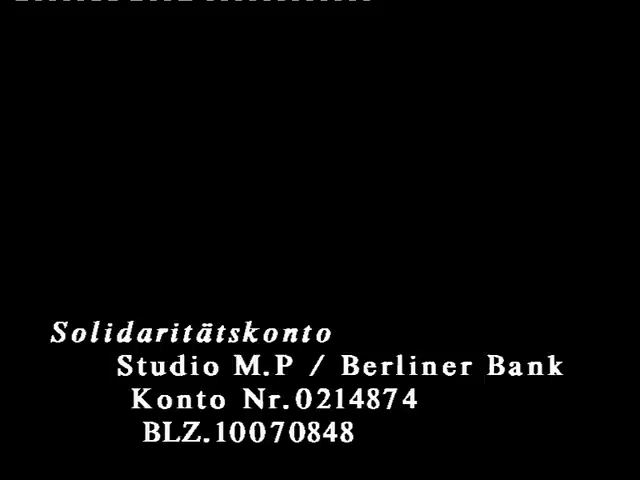 Solidaritätskonto
Studio M.P / Berliner Bank
Konto Nr.0214874
BLZ.10070848